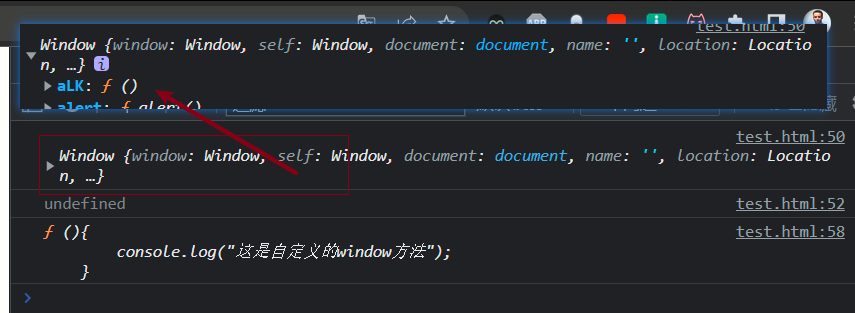 test.html:50
Window {window: Window, self: Window, document: document, name: '', location: Locatio
n, …} i
aLK: ƒ ()
alert: ƒ alert()
test.html:50
Window {window: Window, self: Window, document: document, name: '', location: Locatio
n, …}
undefined test.html:52
ƒ (){ test.html:58
console.log("这是自定义的window方法");
}